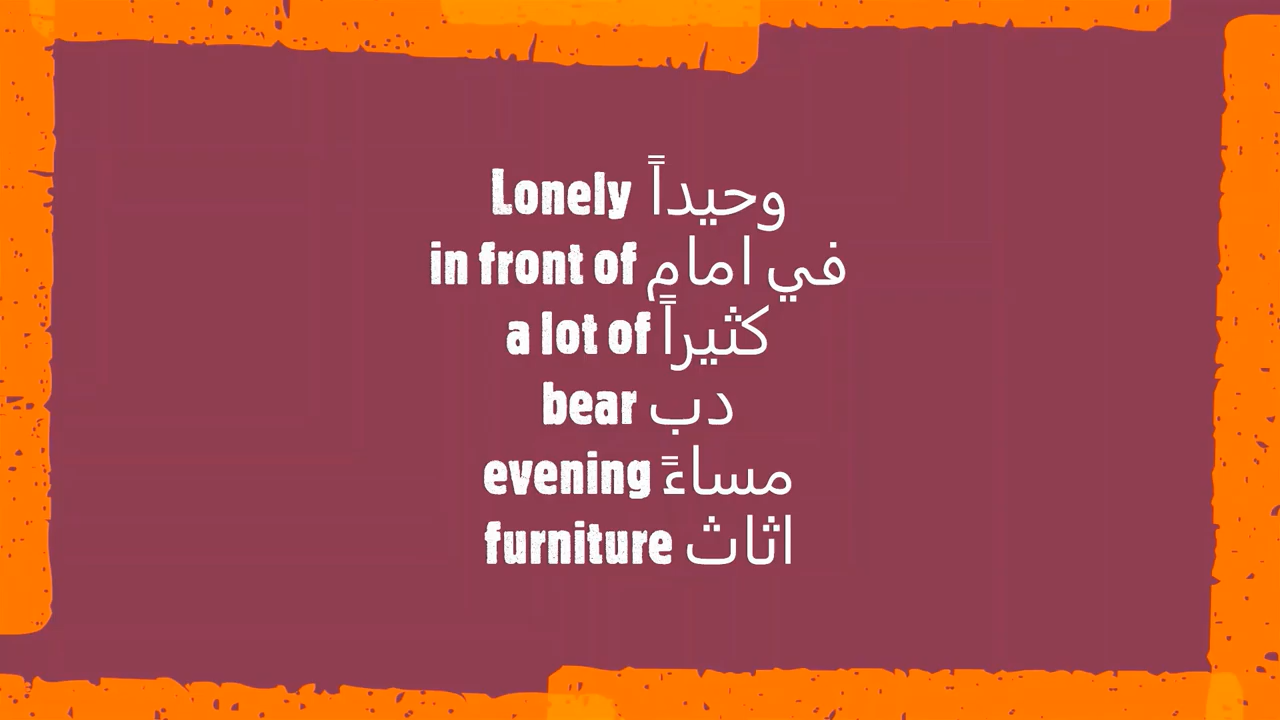 Lonely وحيداً
in front of في امام
a lot of كثيراً
bear دب
evening مساءً
furniture اثاث